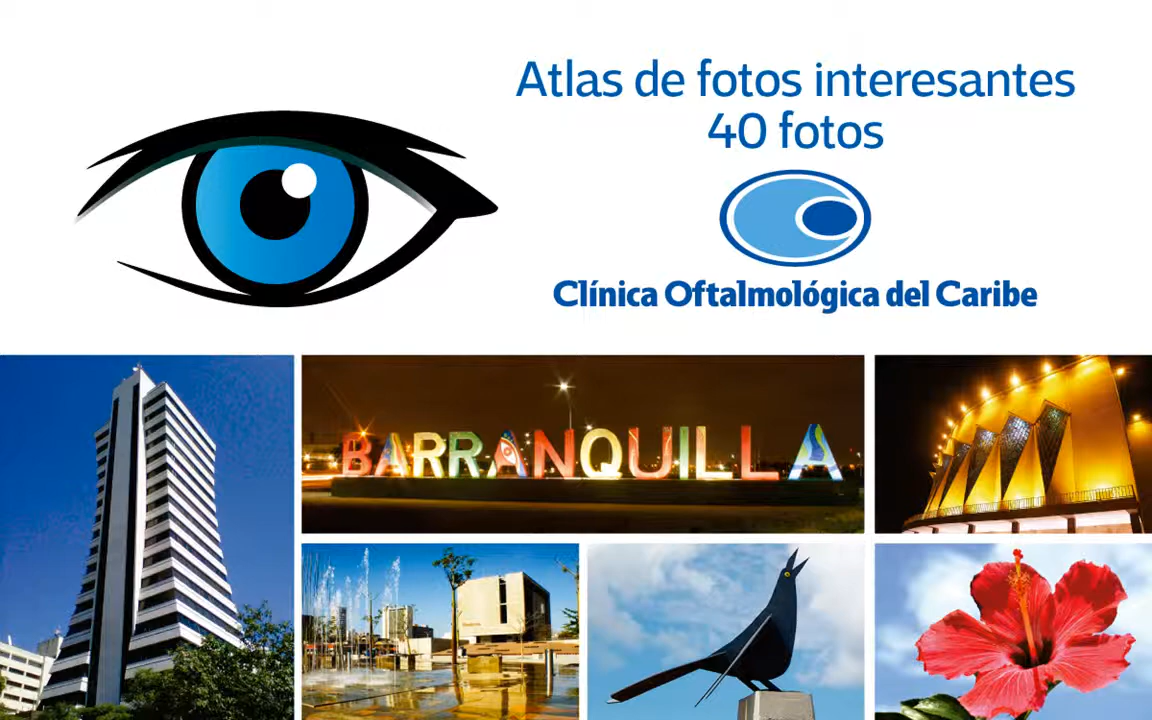 Atlas de fotos interesantes
40 fotos
Clínica Oftalmológica del Caribe
BARRANQUILLA